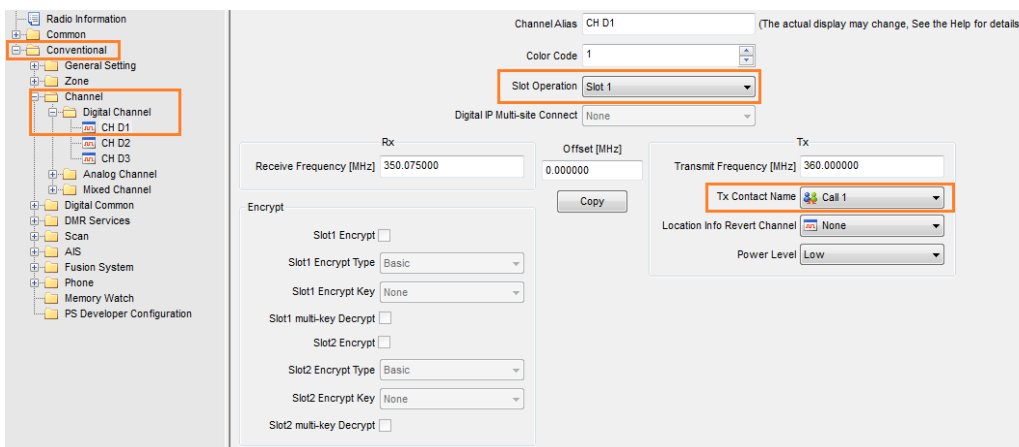 Radio Information
Common
Conventional
General Setting
Zone
Channel
Digital Channel
CH D1
CH D2
CH D3
Analog Channel
Mixed Channel
Digital Common
DMR Services
Scan
AIS
Fusion System
Phone
Memory Watch
PS Developer Configuration
Channel Alias CH D1 (The actual display may change, See the Help for details
Color Code 1
Slot Operation Slot 1
Digital IP Multi-site Connect None
Rx
Receive Frequency [MHz] 350.075000
Offset [MHz]
0.000000
Copy
Tx
Transmit Frequency [MHz] 360.000000
Tx Contact Name Call 1
Location Info Revert Channel None
Power Level Low
Encrypt
Slot1 Encrypt
Slot1 Encrypt Type Basic
Slot1 Encrypt Key None
Slot1 multi-key Decrypt
Slot2 Encrypt
Slot2 Encrypt Type Basic
Slot2 Encrypt Key None
Slot2 multi-key Decrypt